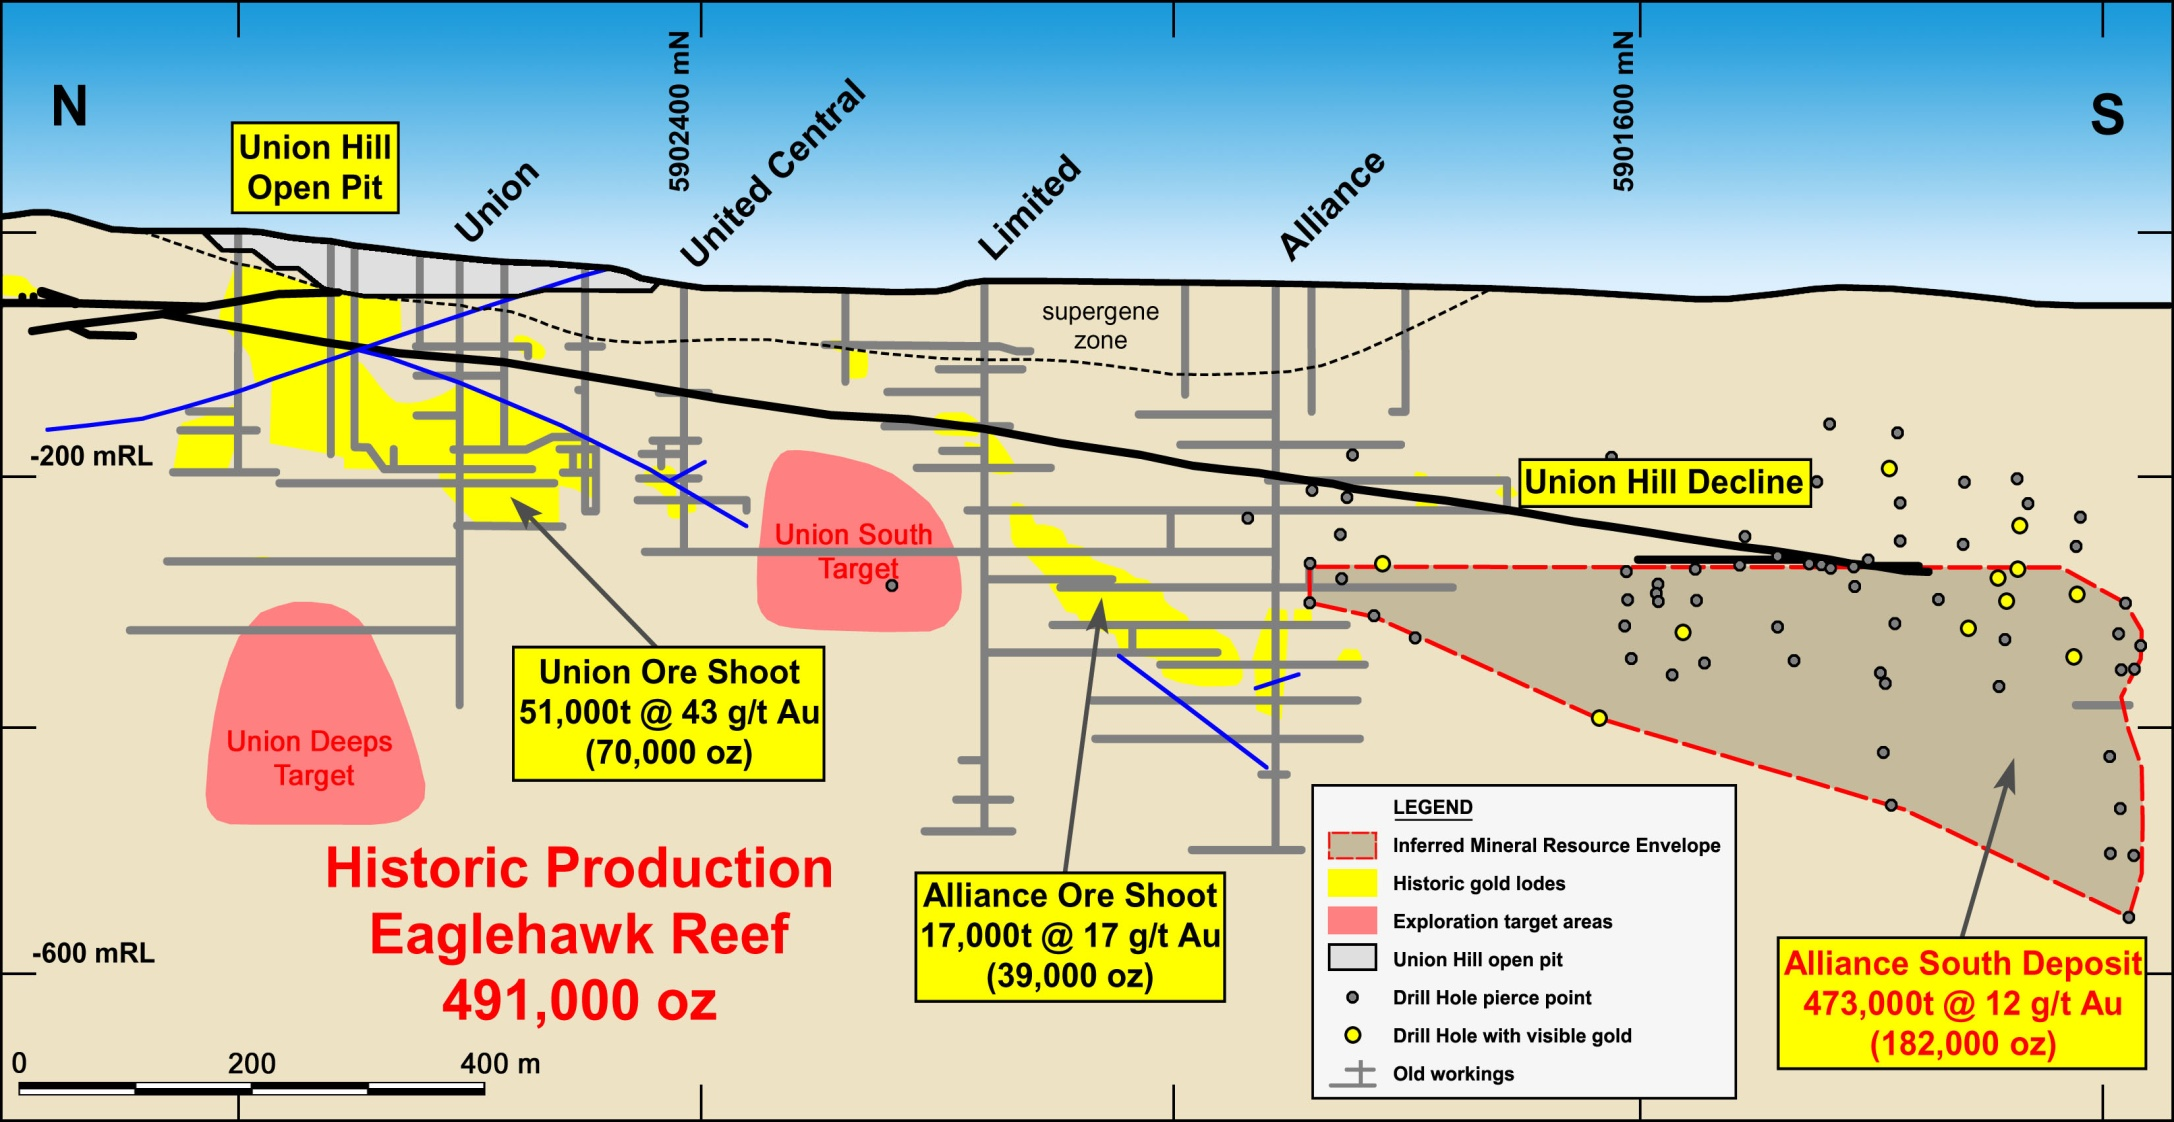 N
S
Union Hill
Open Pit
Union
5902400 mN
United Central
Limited
Alliance
5901600 mN
supergene
zone
-200 mRL
Union Hill Decline
Union South
Target
Union Ore Shoot
51,000t @ 43 g/t Au
(70,000 oz)
Union Deeps
Target
Historic Production
Eaglehawk Reef
491,000 oz
Alliance Ore Shoot
17,000t @ 17 g/t Au
(39,000 oz)
LEGEND
Inferred Mineral Resource Envelope
Historic gold lodes
Exploration target areas
Union Hill open pit
Drill Hole pierce point
Drill Hole with visible gold
Old workings
Alliance South Deposit
473,000t @ 12 g/t Au
(182,000 oz)
-600 mRL
0 200 400 m